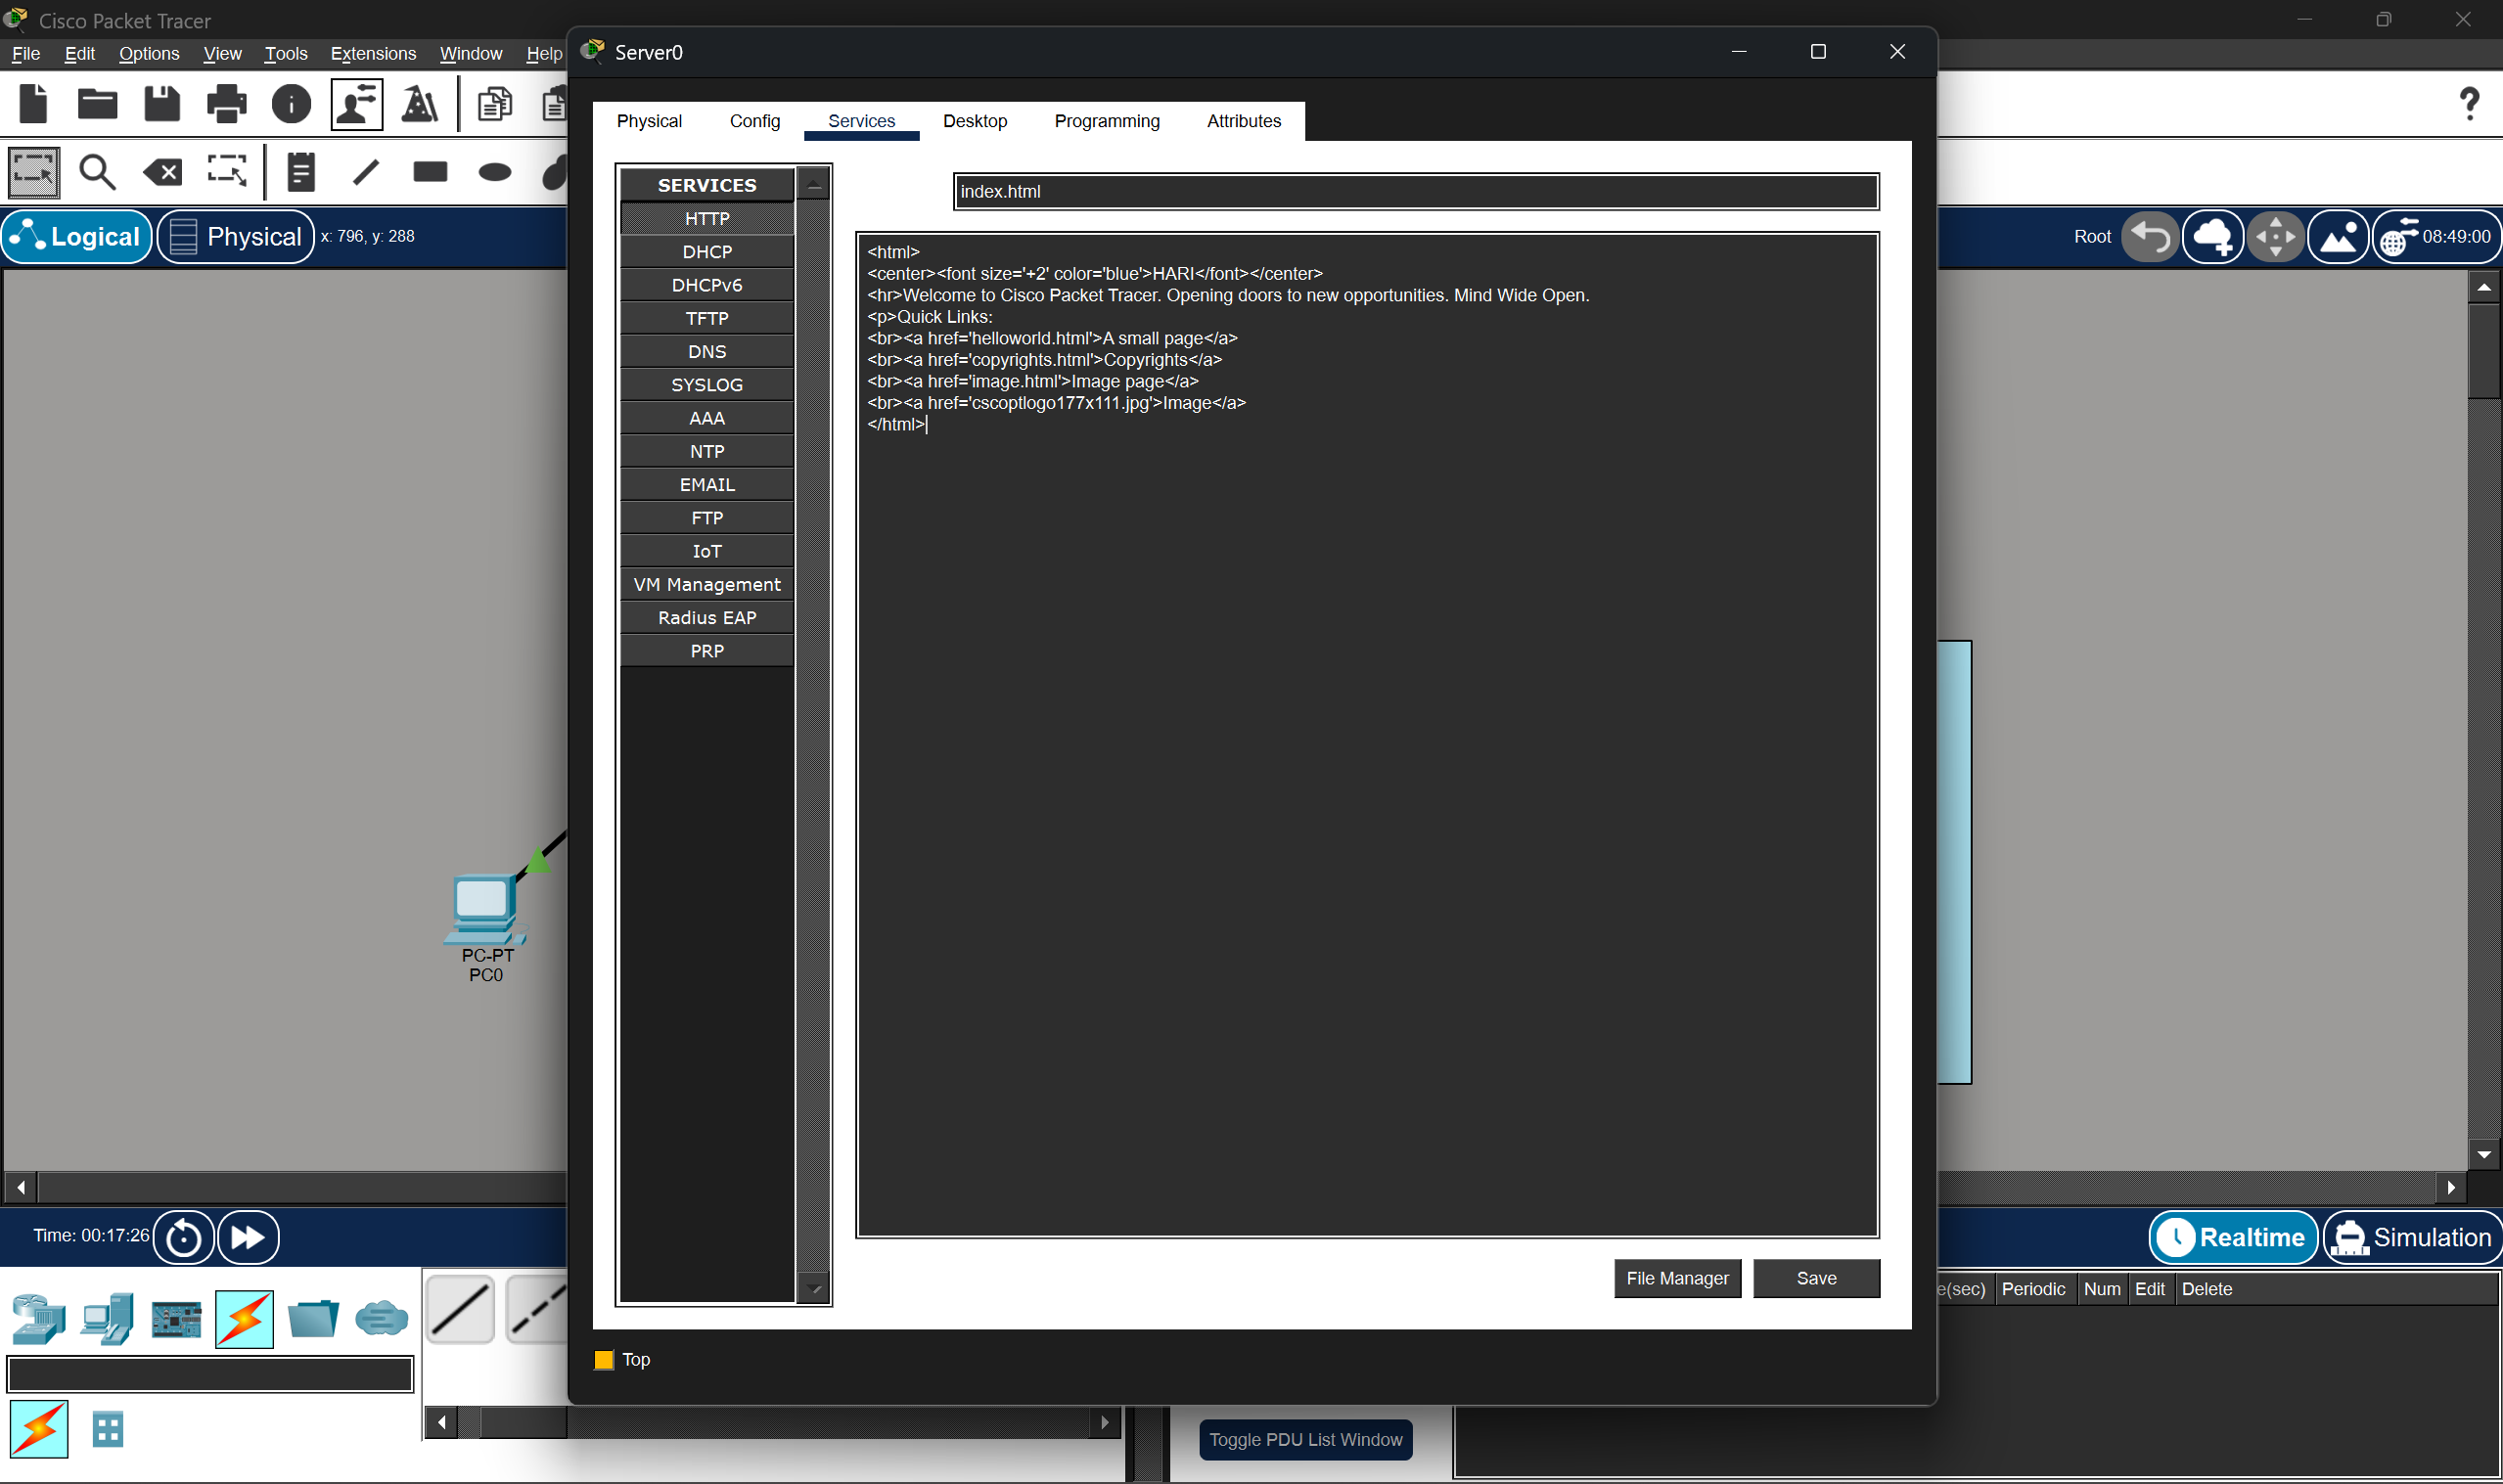 Cisco Packet Tracer
File Edit Options View Tools Extensions Window Help
Server0
Physical Config Services Desktop Programming Attributes
Logical
Physical
x: 796, y: 288
Root
08:49:00
SERVICES
HTTP
DHCP
DHCPv6
TFTP
DNS
SYSLOG
AAA
NTP
EMAIL
FTP
IoT
VM Management
Radius EAP
PRP
index.html
<html>
<center><font size='+2' color='blue'>HARI</font></center>
<hr>Welcome to Cisco Packet Tracer. Opening doors to new opportunities. Mind Wide Open.
<p>Quick Links:
<br><a href='helloworld.html'>A small page</a>
<br><a href='copyrights.html'>Copyrights</a>
<br><a href='image.html'>Image page</a>
<br><a href='cscoptlogo177x111.jpg'>Image</a>
</html>
PC-PT
PC0
File Manager
Save
Top
Time: 00:17:26
Realtime
Simulation
e(sec) Periodic Num Edit Delete
Toggle PDU List Window